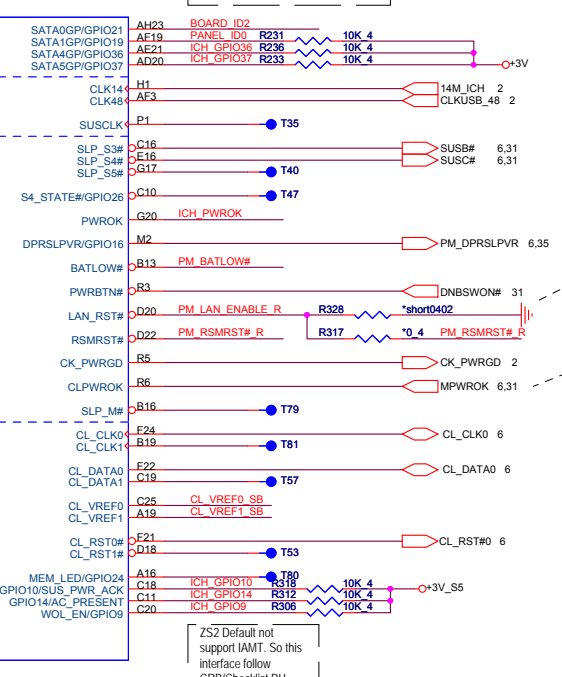 SATA0GP/GPIO21 AH23 BOARD_ID2
SATA1GP/GPIO19 AF19 PANEL_ID0 R231 10K_4
SATA4GP/GPIO36 AE21 ICH_GPIO36 R236 10K_4
SATA5GP/GPIO37 AD20 ICH_GPIO37 R233 10K_4
+3V
CLK14 H1 14M_ICH 2
CLK48 AF3 CLKUSB_48 2
SUSCLK P1 T35
SLP_S3# C16 SUSB# 6,31
SLP_S4# E16 SUSC# 6,31
SLP_S5# G17 T40
S4_STATE#/GPIO26 C10 T47
PWROK G20 ICH_PWROK
DPRSLPVR/GPIO16 M2 PM_DPRSLPVR 6,35
BATLOW# B13 PM_BATLOW#
PWRBTN# R3 DNBSWON# 31
LAN_RST# D20 PM_LAN_ENABLE_R R328 *short0402
RSMRST# D22 PM_RSMRST#_R R317 *0_4 PM_RSMRST#_R
CK_PWRGD R5 CK_PWRGD 2
CLPWROK R6 MPWROK 6,31
SLP_M# B16 T79
CL_CLK0 F24 CL_CLK0 6
CL_CLK1 B19 T81
CL_DATA0 F22 CL_DATA0 6
CL_DATA1 C19 T57
CL_VREF0 C25 CL_VREF0_SB
CL_VREF1 A19 CL_VREF1_SB
CL_RST0# F21 CL_RST#0 6
CL_RST1# D18 T53
MEM_LED/GPIO24 A16 T80
GPIO10/SUS_PWR_ACK C18 ICH_GPIO10 R318 10K_4
GPIO14/AC_PRESENT C11 ICH_GPIO14 R312 10K_4
WOL_EN/GPIO9 C20 ICH_GPIO9 R306 10K_4
+3V_S5
ZS2 Default not
support IAMT. So this
interface follow